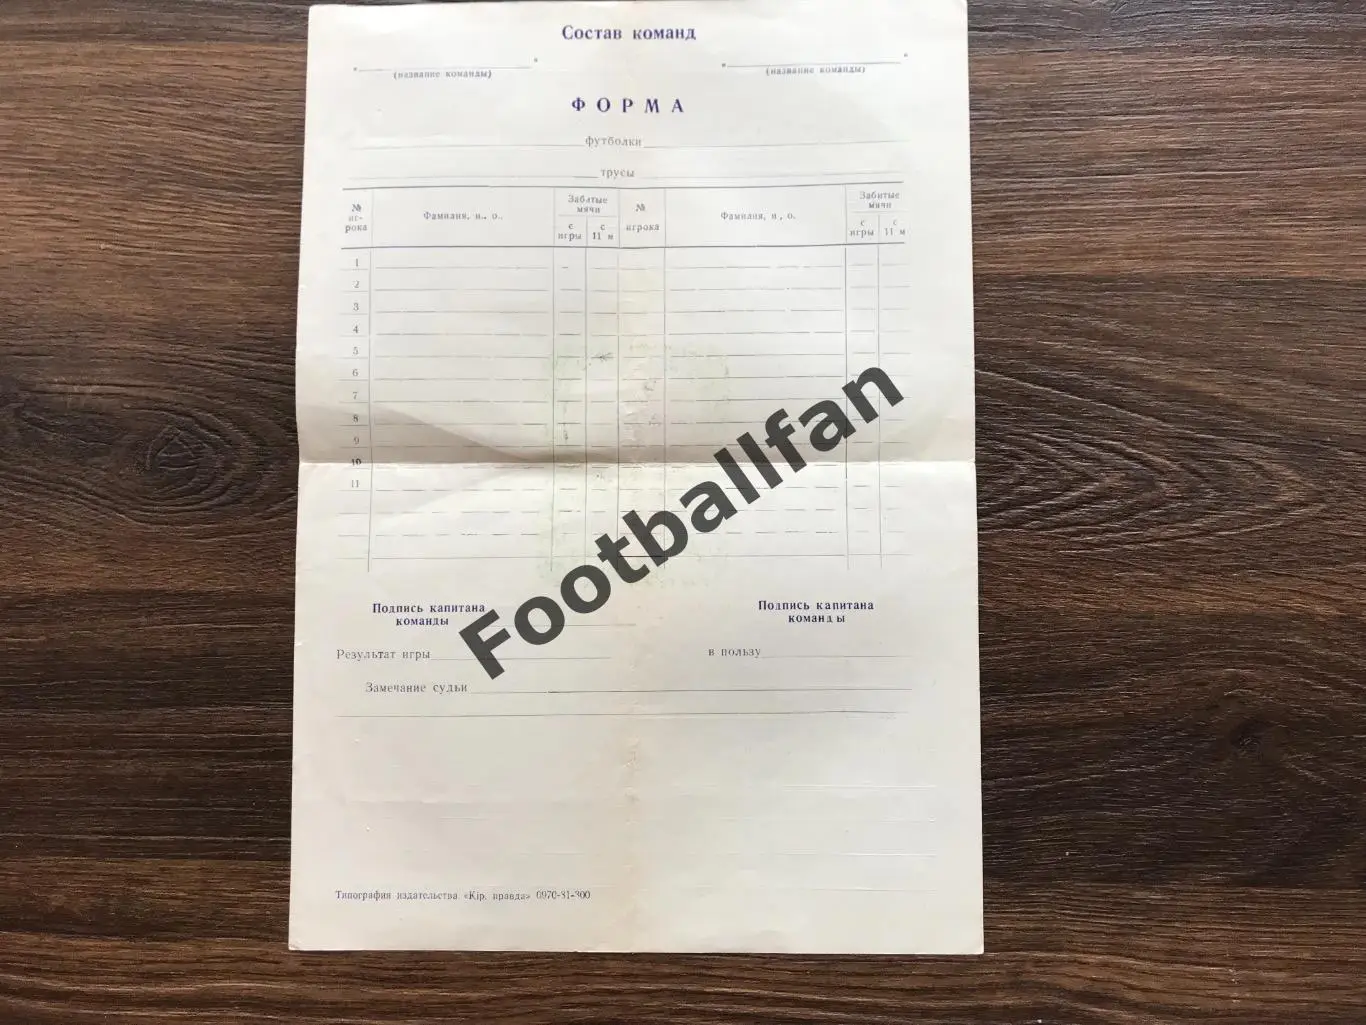 Состав команд
" "
" "
(название команды)
(название команды)
ФОРМА
футболки
трусы
№ иг- рока
Фамилия, и., о.
Забитые мячи
с игры
с 11 м
№ игрока
Фамилия, и, о.
Забитые мячи
с игры
с 11 м
1
2
3
4
5
6
7
8
9
10
11
Footballfan
Подпись капитана
команды
Подпись капитана
команды
Результат игры
в пользу
Замечание судьи
Типография издательства «Кір. правда» 0970-81-300